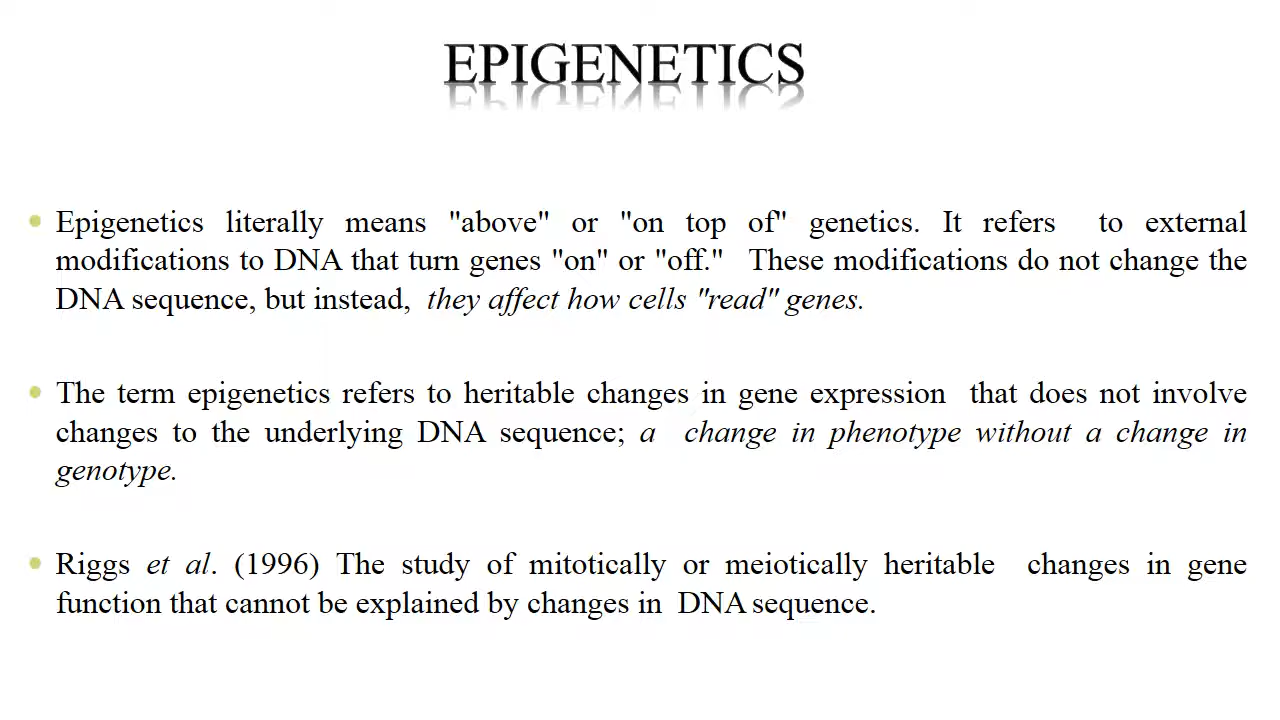 EPIGENETICS
Epigenetics literally means "above" or "on top of" genetics. It refers to external
modifications to DNA that turn genes "on" or "off." These modifications do not change the
DNA sequence, but instead, they affect how cells "read" genes.
The term epigenetics refers to heritable changes in gene expression that does not involve
changes to the underlying DNA sequence; a change in phenotype without a change in
genotype.
Riggs et al. (1996) The study of mitotically or meiotically heritable changes in gene
function that cannot be explained by changes in DNA sequence.